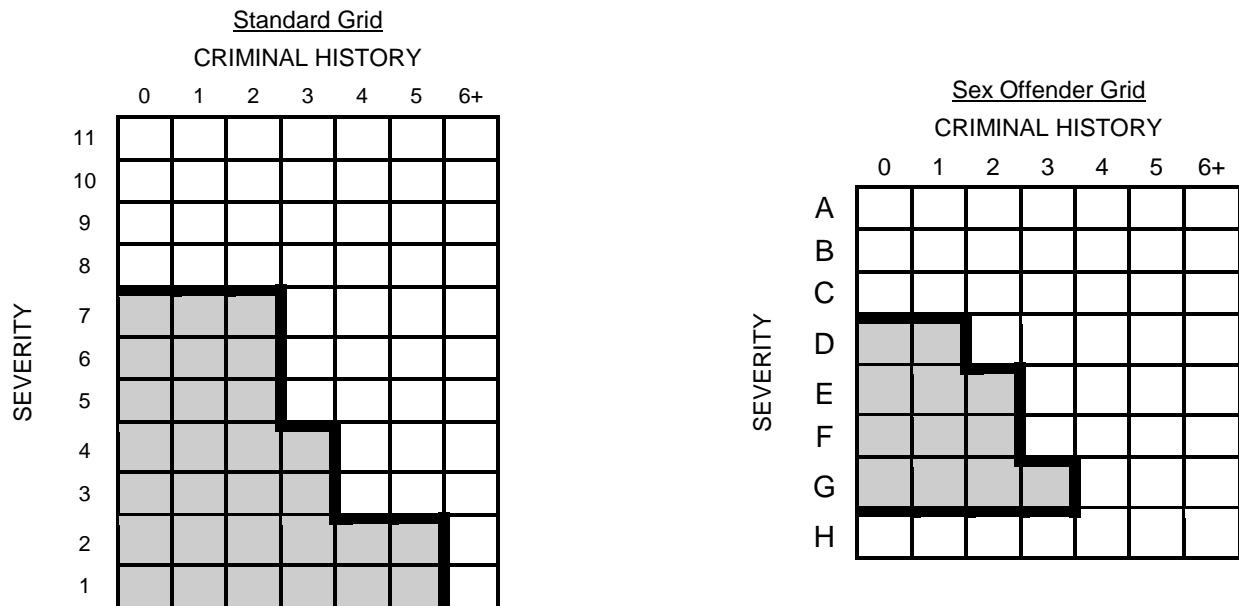 Standard Grid
CRIMINAL HISTORY
0 1 2 3 4 5 6+
11
10
9
8
7
6
5
4
3
2
1
SEVERITY
Sex Offender Grid
CRIMINAL HISTORY
0 1 2 3 4 5 6+
A
B
C
D
E
F
G
H
SEVERITY